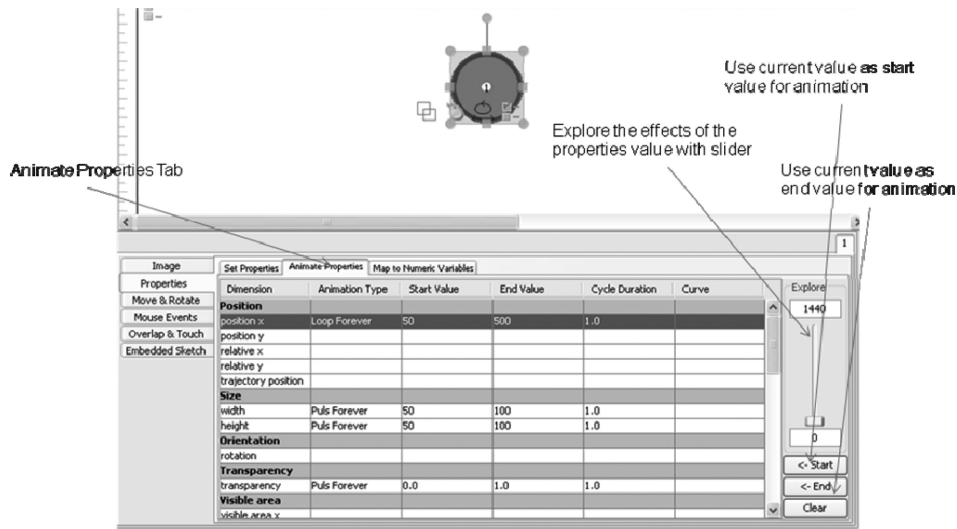 Use current value as start
value for animation
Explore the effects of the
properties value with slider
Animate Properties Tab
Use current value as
end value for animation
1
Image
Properties
Move & Rotate
Mouse Events
Overlap & Touch
Embedded Sketch
Set Properties Animate Properties Map to Numeric Variables
Dimension Animation Type Start Value End Value Cycle Duration Curve
Position
position x Loop Forever 50 500 1.0
position y
relative x
relative y
trajectory position
Size
width Puls Forever 50 100 1.0
height Puls Forever 50 100 1.0
Orientation
rotation
Transparency
transparency Puls Forever 0.0 1.0 1.0
Visible area
visible area x
Explore
1440
0
<- Start
<- End
Clear